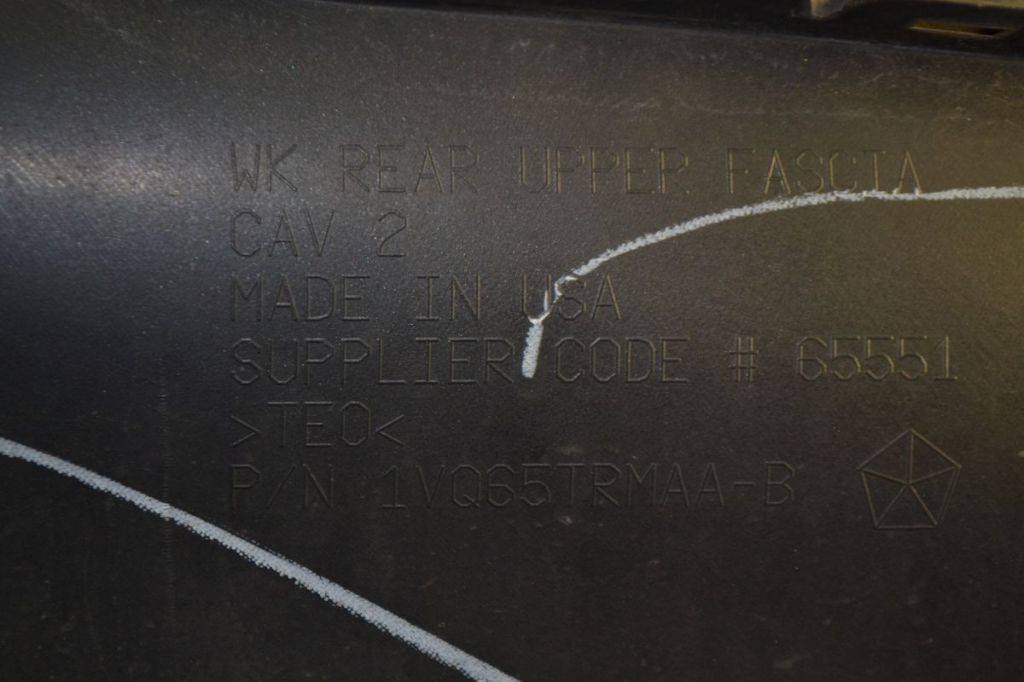 WK REAR UPPER FASCIA
CAV 2
MADE IN USA
SUPPLIER CODE # 65551
>TEO<
P/N 1VQ65TRMAA-B